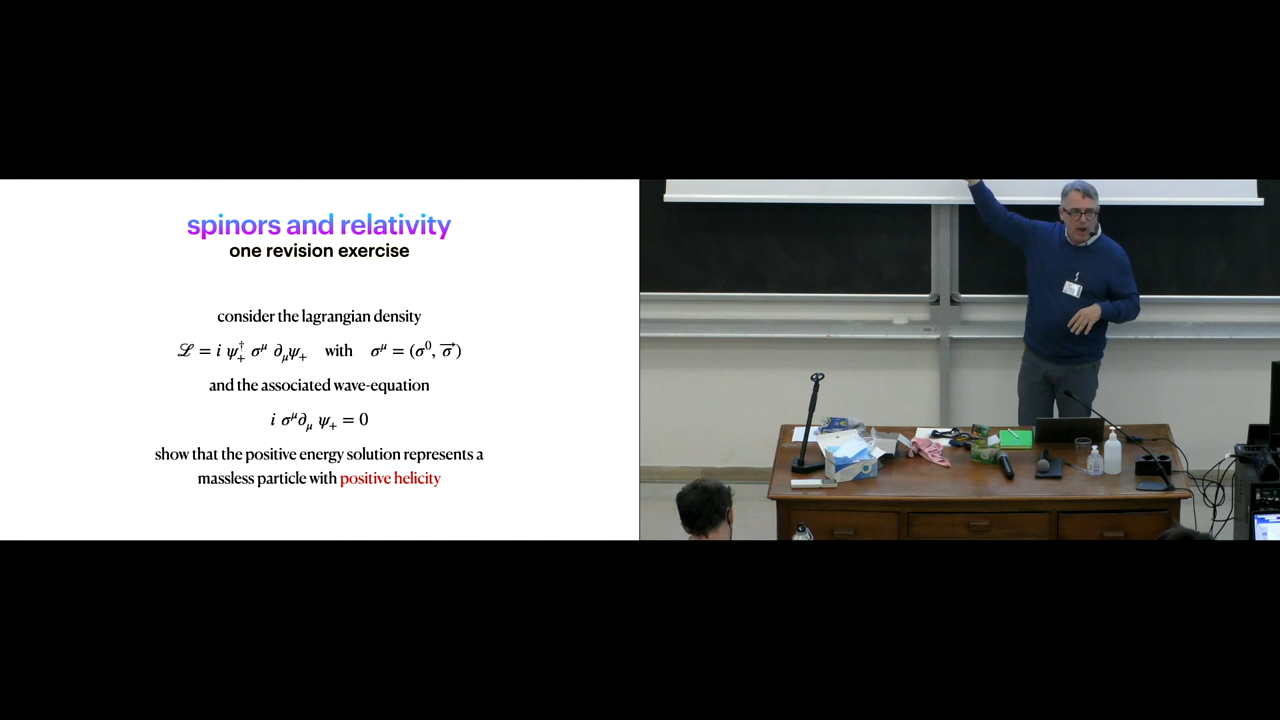 spinors and relativity
one revision exercise
consider the lagrangian density
ℒ = i ψ₊† σ^μ ∂_μψ₊ with σ^μ = (σ⁰, σ⃗)
and the associated wave-equation
i σ^μ∂_μ ψ₊ = 0
show that the positive energy solution represents a
massless particle with positive helicity